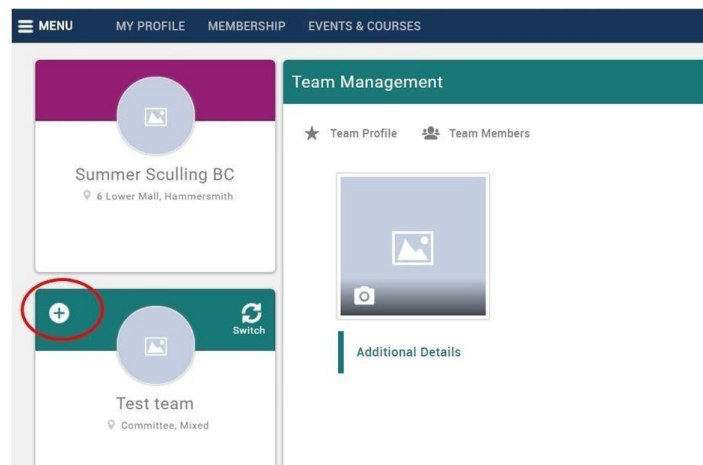 MENU MY PROFILE MEMBERSHIP EVENTS & COURSES
Team Management
Team Profile Team Members
Summer Sculling BC
6 Lower Mall, Hammersmith
Switch
Additional Details
Test team
Committee, Mixed